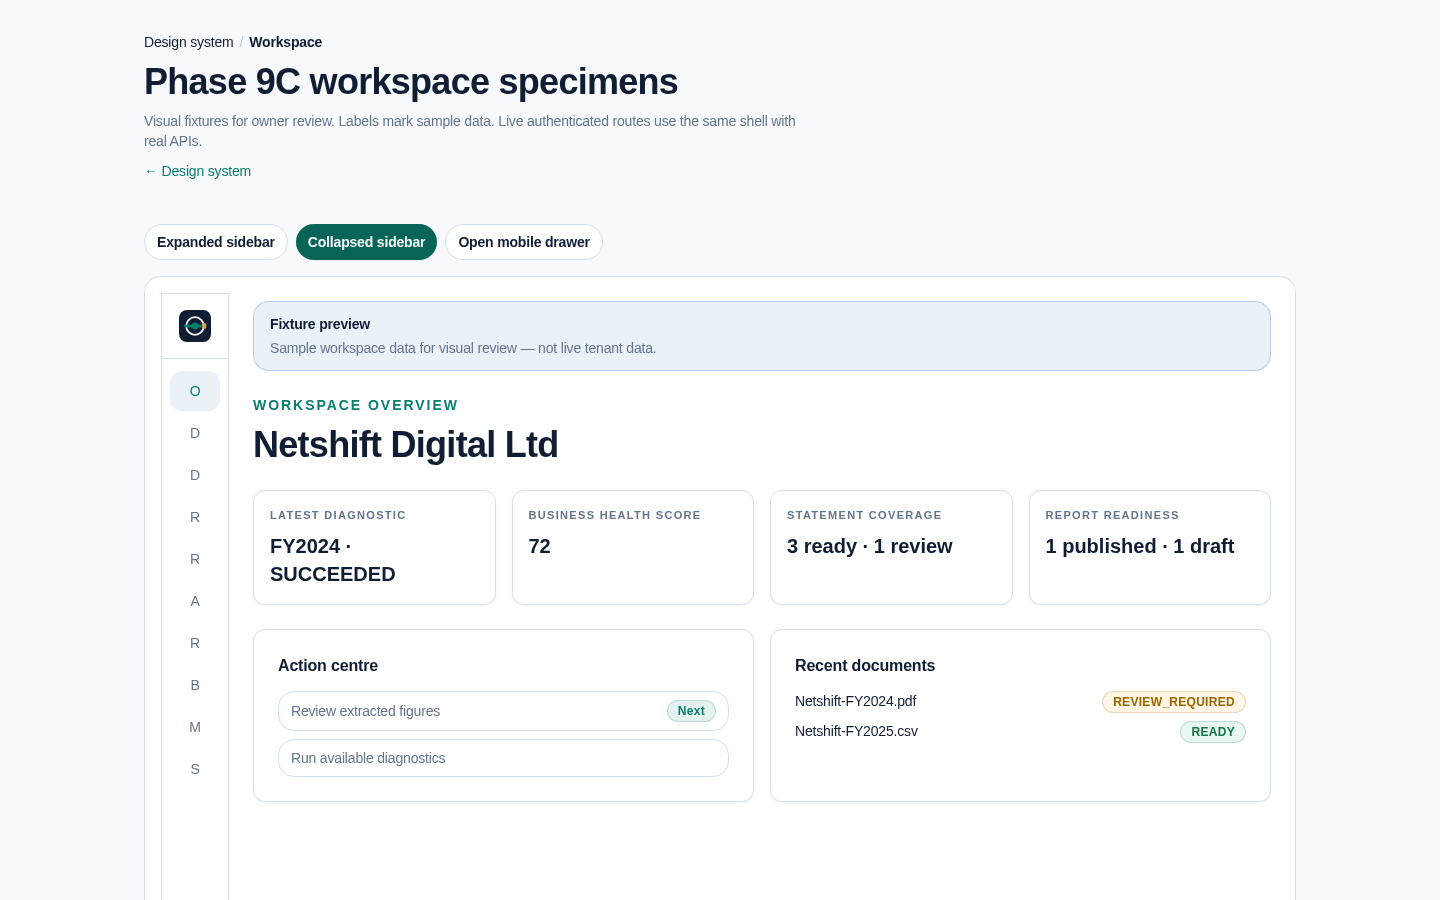 Design system / Workspace
Phase 9C workspace specimens
Visual fixtures for owner review. Labels mark sample data. Live authenticated routes use the same shell with
real APIs.
← Design system
Expanded sidebar
Collapsed sidebar
Open mobile drawer
O
D
D
R
R
A
R
B
M
S
Fixture preview
Sample workspace data for visual review — not live tenant data.
WORKSPACE OVERVIEW
Netshift Digital Ltd
LATEST DIAGNOSTIC
FY2024 ·
SUCCEEDED
BUSINESS HEALTH SCORE
72
STATEMENT COVERAGE
3 ready · 1 review
REPORT READINESS
1 published · 1 draft
Action centre
Review extracted figures Next
Run available diagnostics
Recent documents
Netshift-FY2024.pdf REVIEW_REQUIRED
Netshift-FY2025.csv READY